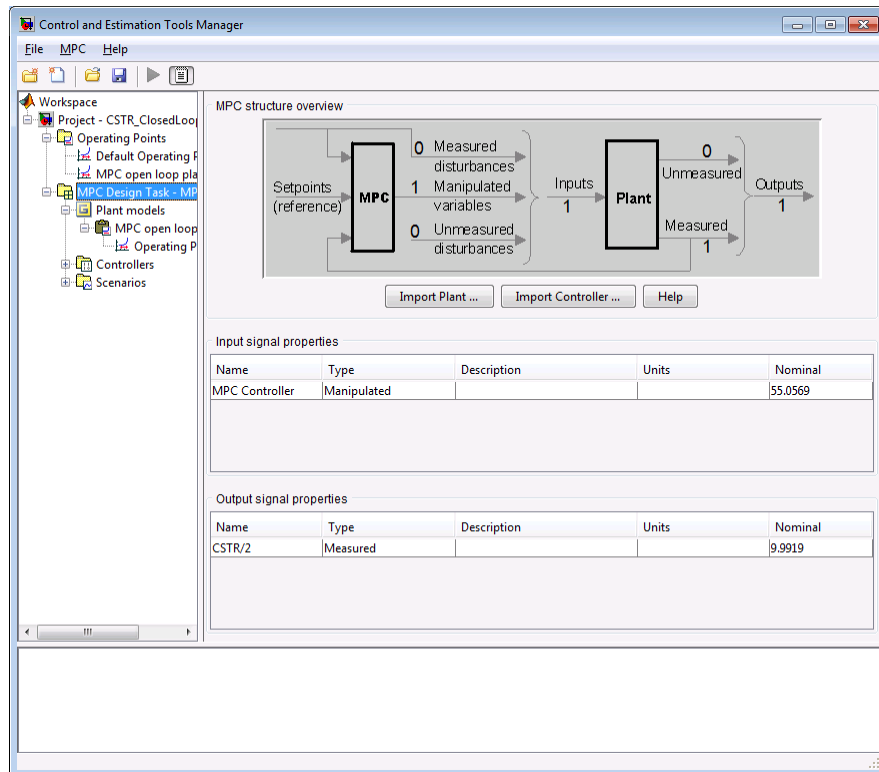 Control and Estimation Tools Manager
File MPC Help
Workspace
Project - CSTR_ClosedLoo
Operating Points
Default Operating P
MPC open loop pla
MPC Design Task - MP
Plant models
MPC open loop
Operating P
Controllers
Scenarios
MPC structure overview
Setpoints
(reference)
MPC
0 Measured
disturbances
1 Manipulated
variables
0 Unmeasured
disturbances
Inputs
1
Plant
0
Unmeasured
Measured
1
Outputs
1
Import Plant ... Import Controller ... Help
Input signal properties
Name Type Description Units Nominal
MPC Controller Manipulated 55.0569
Output signal properties
Name Type Description Units Nominal
CSTR/2 Measured 9.9919